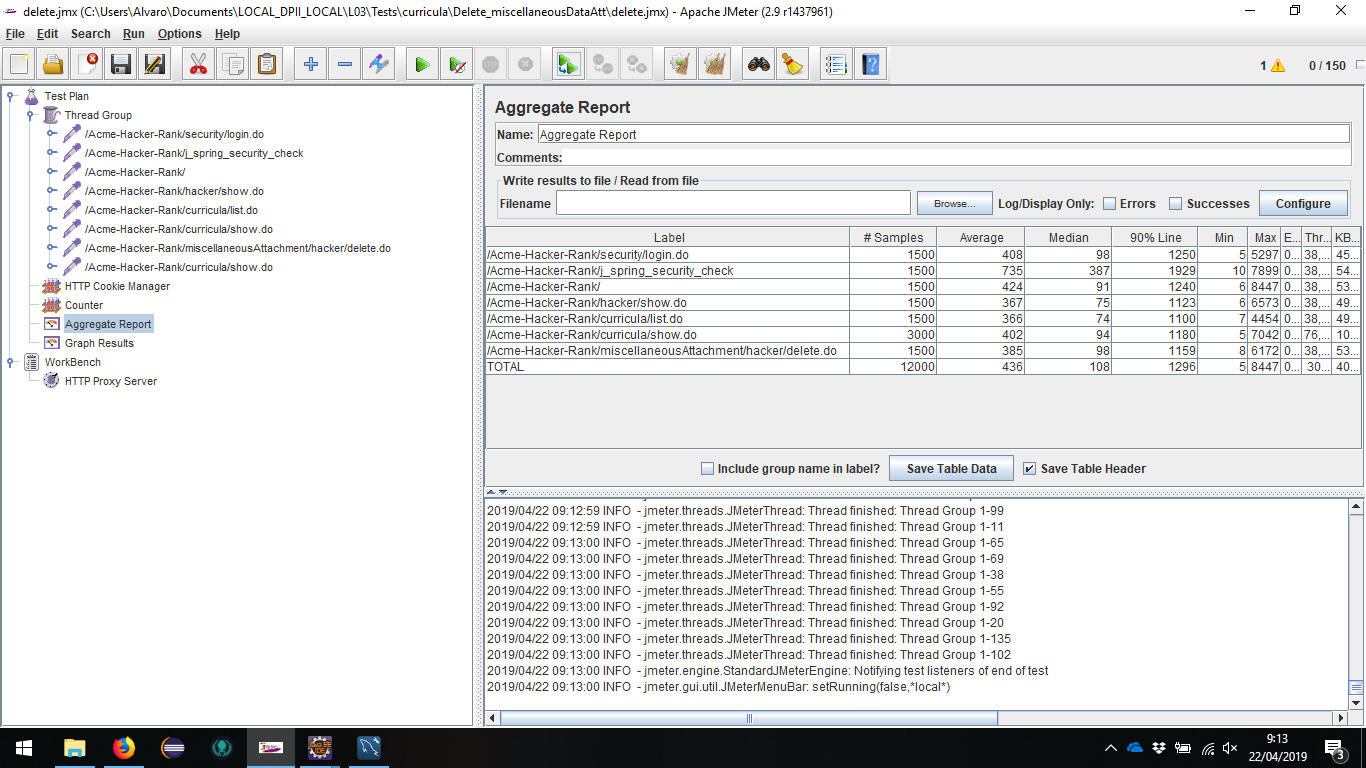 delete.jmx (C:\Users\Alvaro\Documents\LOCAL_DPII_LOCAL\L03\Tests\curricula\Delete_miscellaneousDataAtt\delete.jmx) - Apache JMeter (2.9 r1437961)
File Edit Search Run Options Help
1 0 / 150
Test Plan
Thread Group
/Acme-Hacker-Rank/security/login.do
/Acme-Hacker-Rank/j_spring_security_check
/Acme-Hacker-Rank/
/Acme-Hacker-Rank/hacker/show.do
/Acme-Hacker-Rank/curricula/list.do
/Acme-Hacker-Rank/curricula/show.do
/Acme-Hacker-Rank/miscellaneousAttachment/hacker/delete.do
/Acme-Hacker-Rank/curricula/show.do
HTTP Cookie Manager
Counter
Aggregate Report
Graph Results
WorkBench
HTTP Proxy Server
Aggregate Report
Name: Aggregate Report
Comments:
Write results to file / Read from file
Filename Browse... Log/Display Only: Errors Successes Configure
Label # Samples Average Median 90% Line Min Max E... Thr... KB...
/Acme-Hacker-Rank/security/login.do 1500 408 98 1250 5 5297 0... 38,... 45...
/Acme-Hacker-Rank/j_spring_security_check 1500 735 387 1929 10 7899 0... 38,... 54...
/Acme-Hacker-Rank/ 1500 424 91 1240 6 8447 0... 38,... 53...
/Acme-Hacker-Rank/hacker/show.do 1500 367 75 1123 6 6573 0... 38,... 49...
/Acme-Hacker-Rank/curricula/list.do 1500 366 74 1100 7 4454 0... 38,... 49...
/Acme-Hacker-Rank/curricula/show.do 3000 402 94 1180 5 7042 0... 76,... 10...
/Acme-Hacker-Rank/miscellaneousAttachment/hacker/delete.do 1500 385 98 1159 8 6172 0... 38,... 53...
TOTAL 12000 436 108 1296 5 8447 0... 30... 40...
Include group name in label? Save Table Data Save Table Header
2019/04/22 09:12:59 INFO - jmeter.threads.JMeterThread: Thread finished: Thread Group 1-99
2019/04/22 09:12:59 INFO - jmeter.threads.JMeterThread: Thread finished: Thread Group 1-11
2019/04/22 09:13:00 INFO - jmeter.threads.JMeterThread: Thread finished: Thread Group 1-65
2019/04/22 09:13:00 INFO - jmeter.threads.JMeterThread: Thread finished: Thread Group 1-69
2019/04/22 09:13:00 INFO - jmeter.threads.JMeterThread: Thread finished: Thread Group 1-38
2019/04/22 09:13:00 INFO - jmeter.threads.JMeterThread: Thread finished: Thread Group 1-55
2019/04/22 09:13:00 INFO - jmeter.threads.JMeterThread: Thread finished: Thread Group 1-92
2019/04/22 09:13:00 INFO - jmeter.threads.JMeterThread: Thread finished: Thread Group 1-20
2019/04/22 09:13:00 INFO - jmeter.threads.JMeterThread: Thread finished: Thread Group 1-135
2019/04/22 09:13:00 INFO - jmeter.threads.JMeterThread: Thread finished: Thread Group 1-102
2019/04/22 09:13:00 INFO - jmeter.engine.StandardJMeterEngine: Notifying test listeners of end of test
2019/04/22 09:13:00 INFO - jmeter.gui.util.JMeterMenuBar: setRunning(false,*local*)
9:13
22/04/2019
3